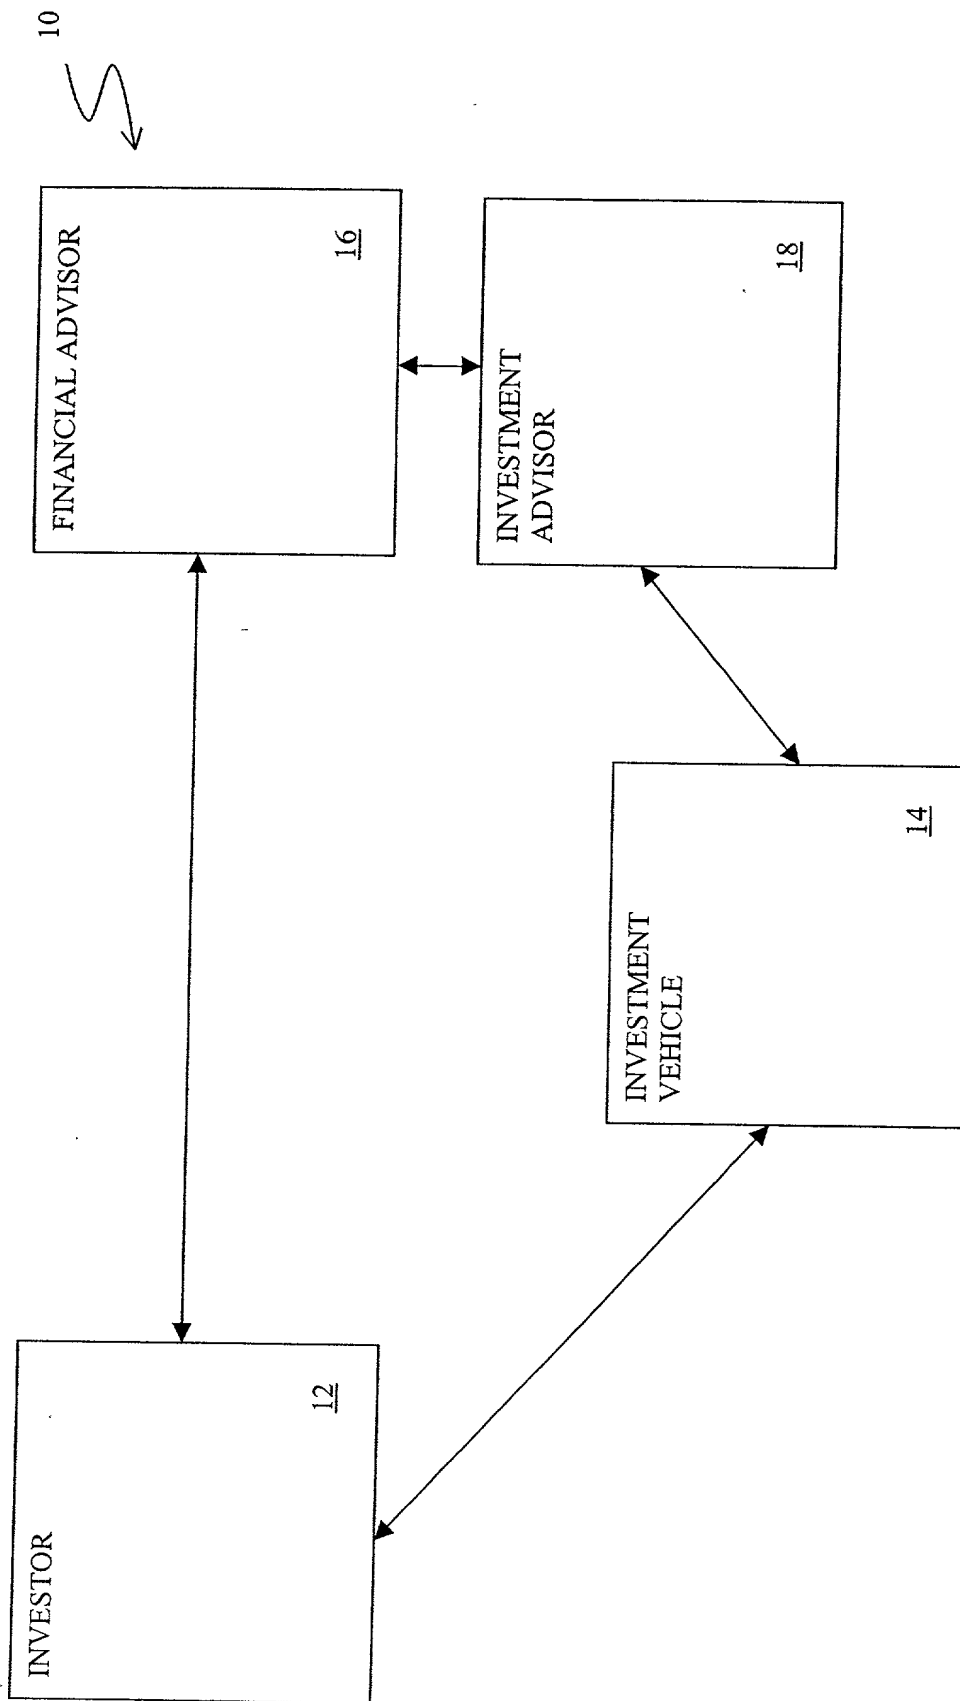 10
INVESTOR
12
FINANCIAL ADVISOR
16
INVESTMENT
ADVISOR
18
INVESTMENT
VEHICLE
14